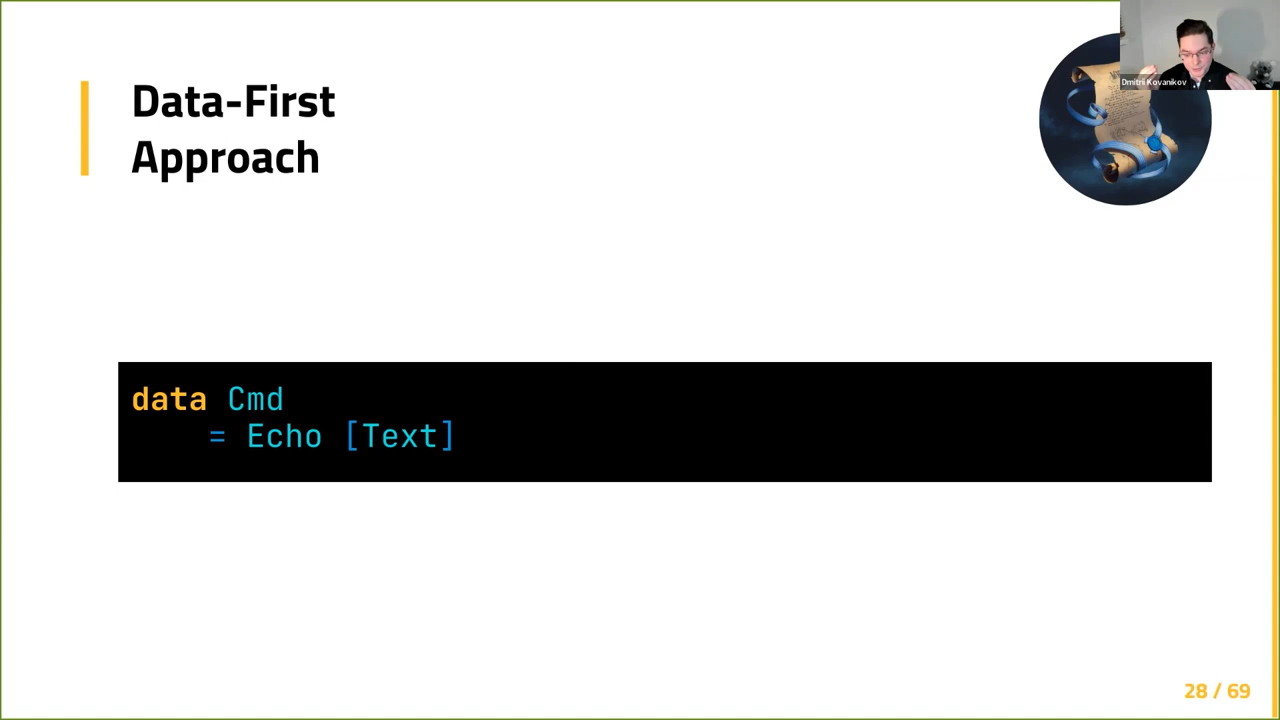 Data-First
Approach
Dmitrii Kovanikov
data Cmd
= Echo [Text]
28 / 69